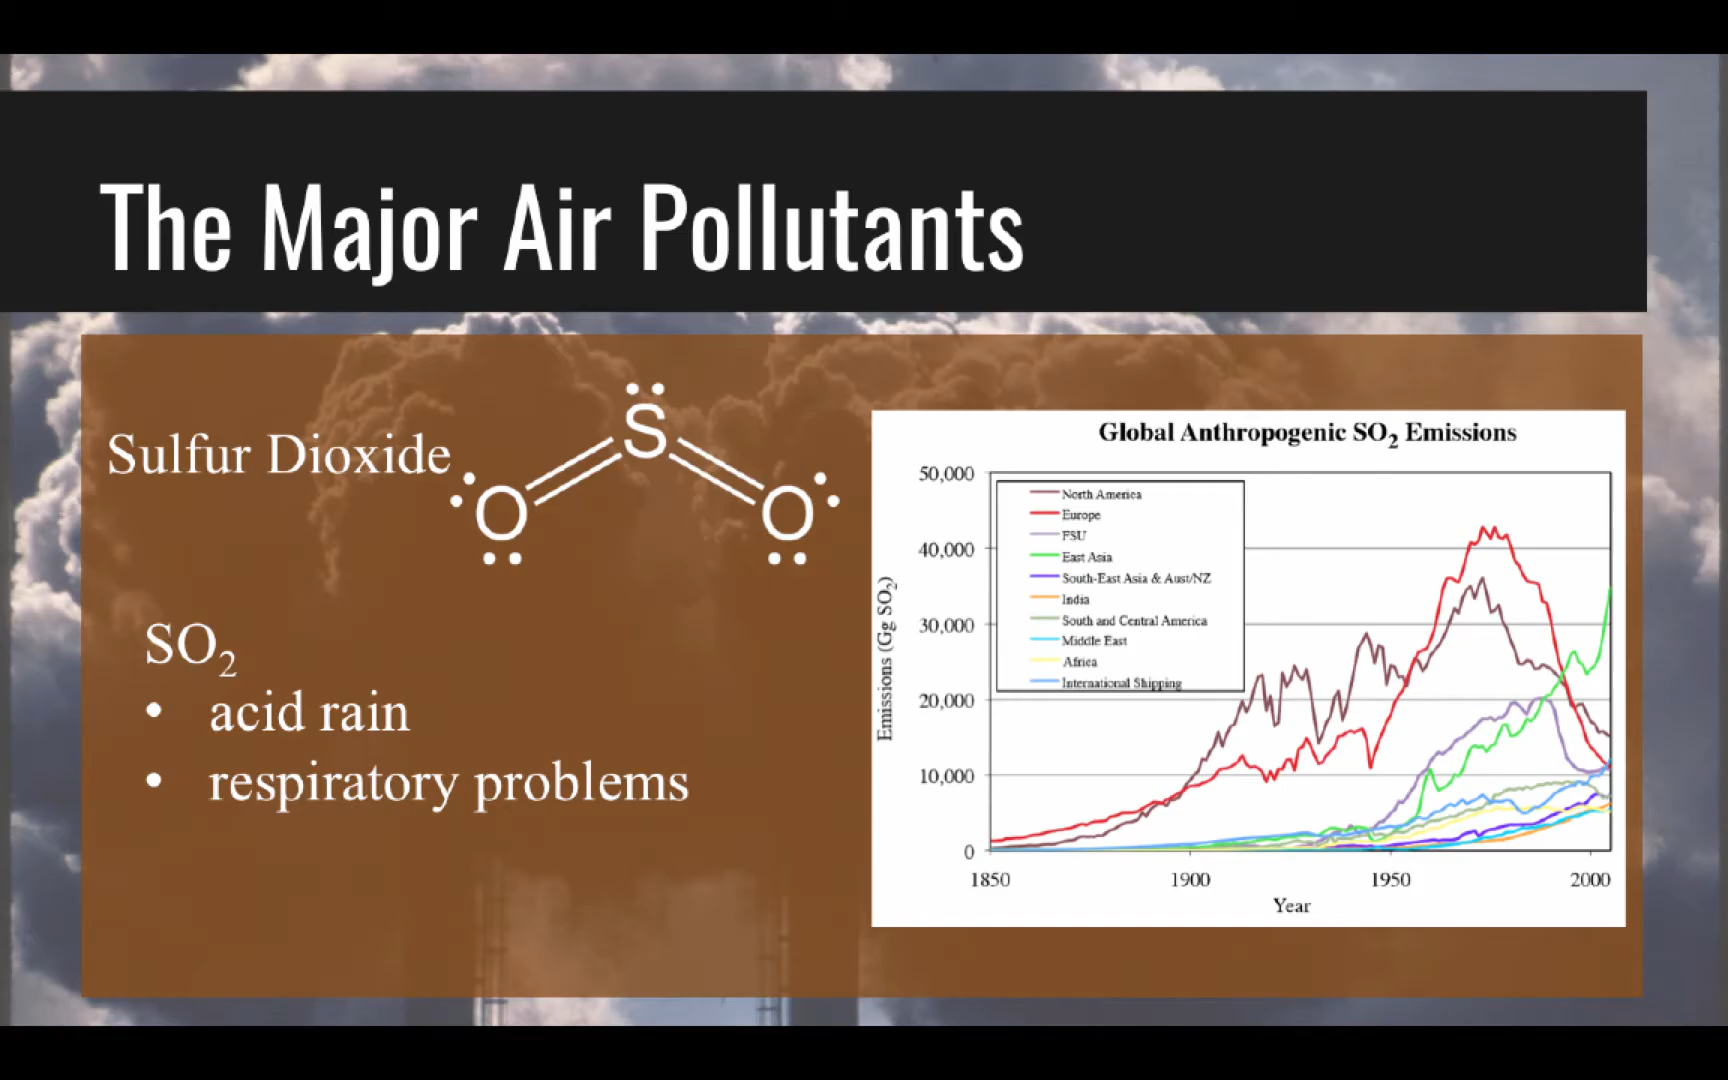 The Major Air Pollutants
Sulfur Dioxide
S
O
O
SO₂
• acid rain
• respiratory problems
Global Anthropogenic SO₂ Emissions
Emissions (Gg SO₂)
50,000
40,000
30,000
20,000
10,000
0
North America
Europe
FSU
East Asia
South-East Asia & Aust/NZ
India
South and Central America
Middle East
Africa
International Shipping
1850 1900 1950 2000
Year